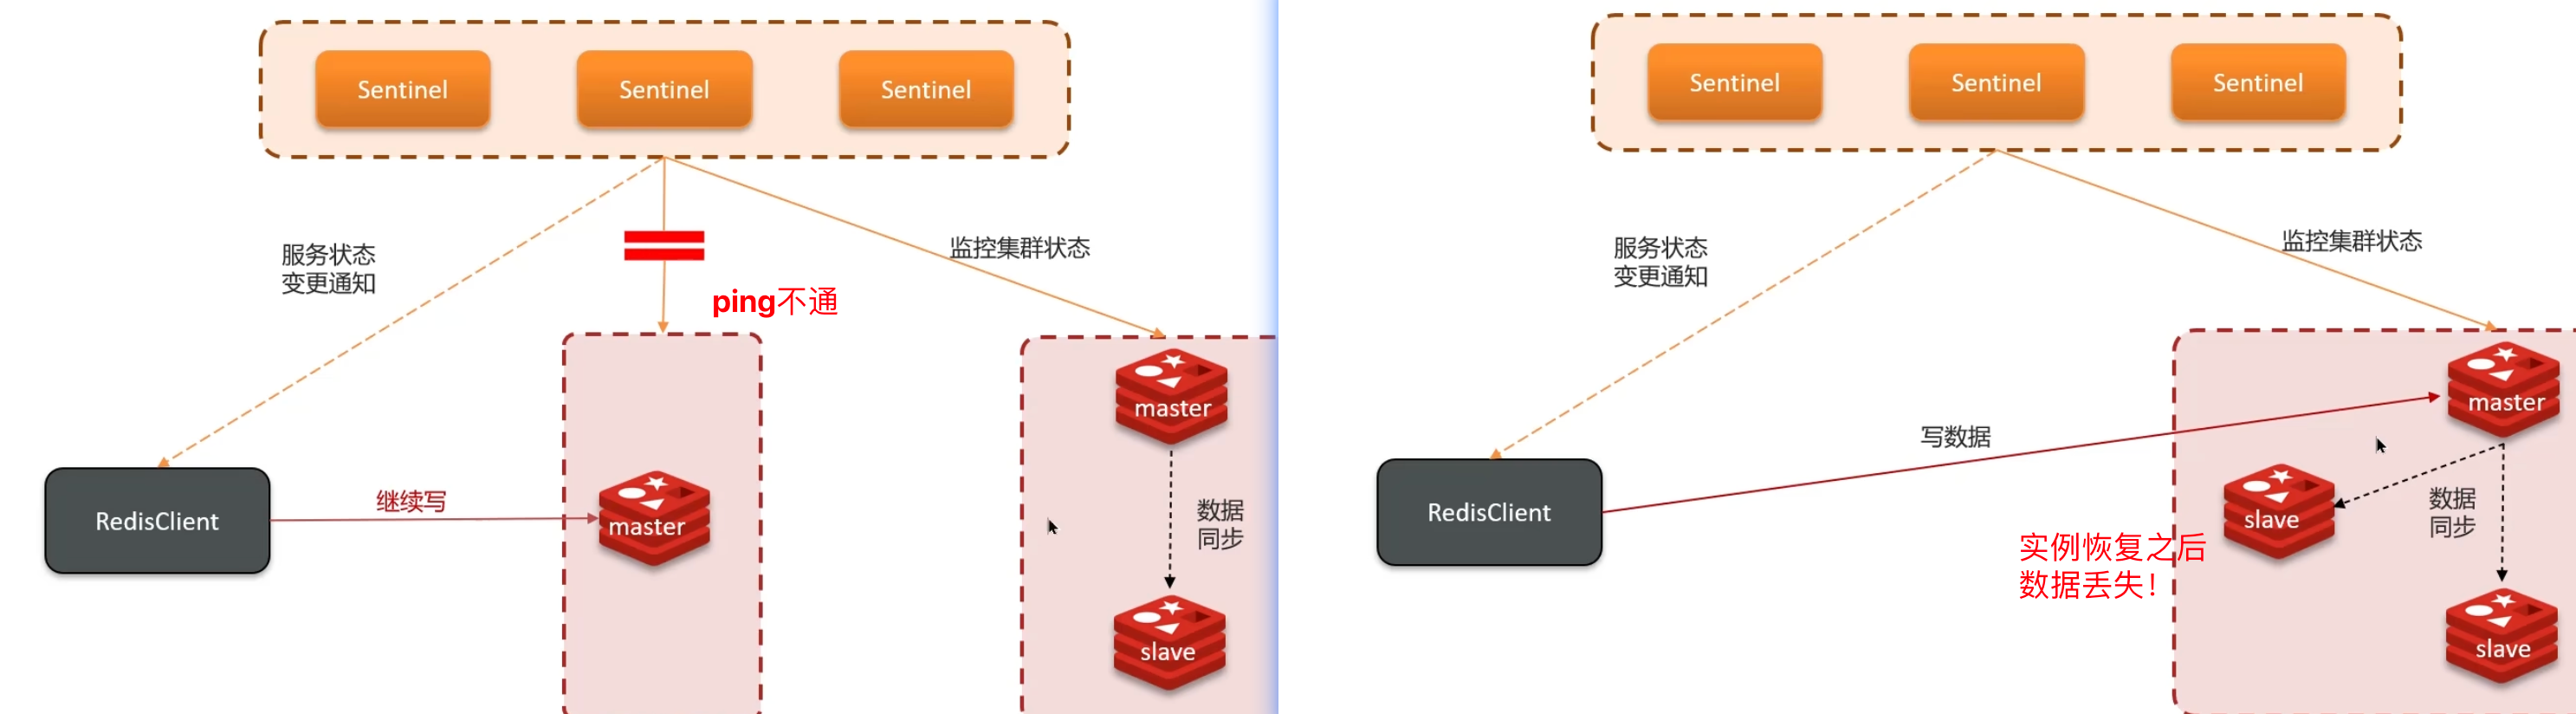 Sentinel
Sentinel
Sentinel
服务状态
变更通知
监控集群状态
ping不通
master
继续写
RedisClient
master
数据
同步
slave
Sentinel
Sentinel
Sentinel
服务状态
变更通知
监控集群状态
master
写数据
RedisClient
slave
数据
同步
实例恢复之后
数据丢失！
slave